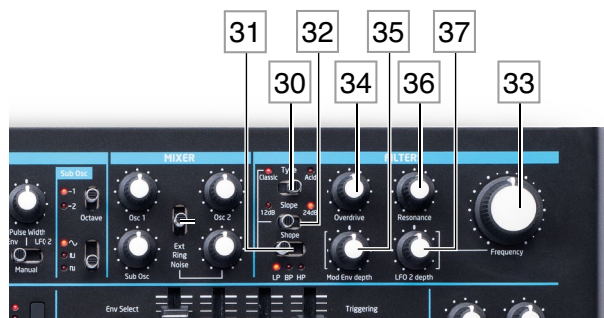 31
32
35
37
30
34
36
33
MIXER
FILTER
Sub Osc
Type
Classic
Acid
-1
-2
Octave
Osc 1
Osc 2
12dB
Slope
24dB
Overdrive
Resonance
Pulse Width
Env
LFO 2
Manual
Shape
Ext
Ring
Noise
Frequency
Sub Osc
LP BP HP
Mod Env depth
LFO 2 depth
Env Select
Triggering